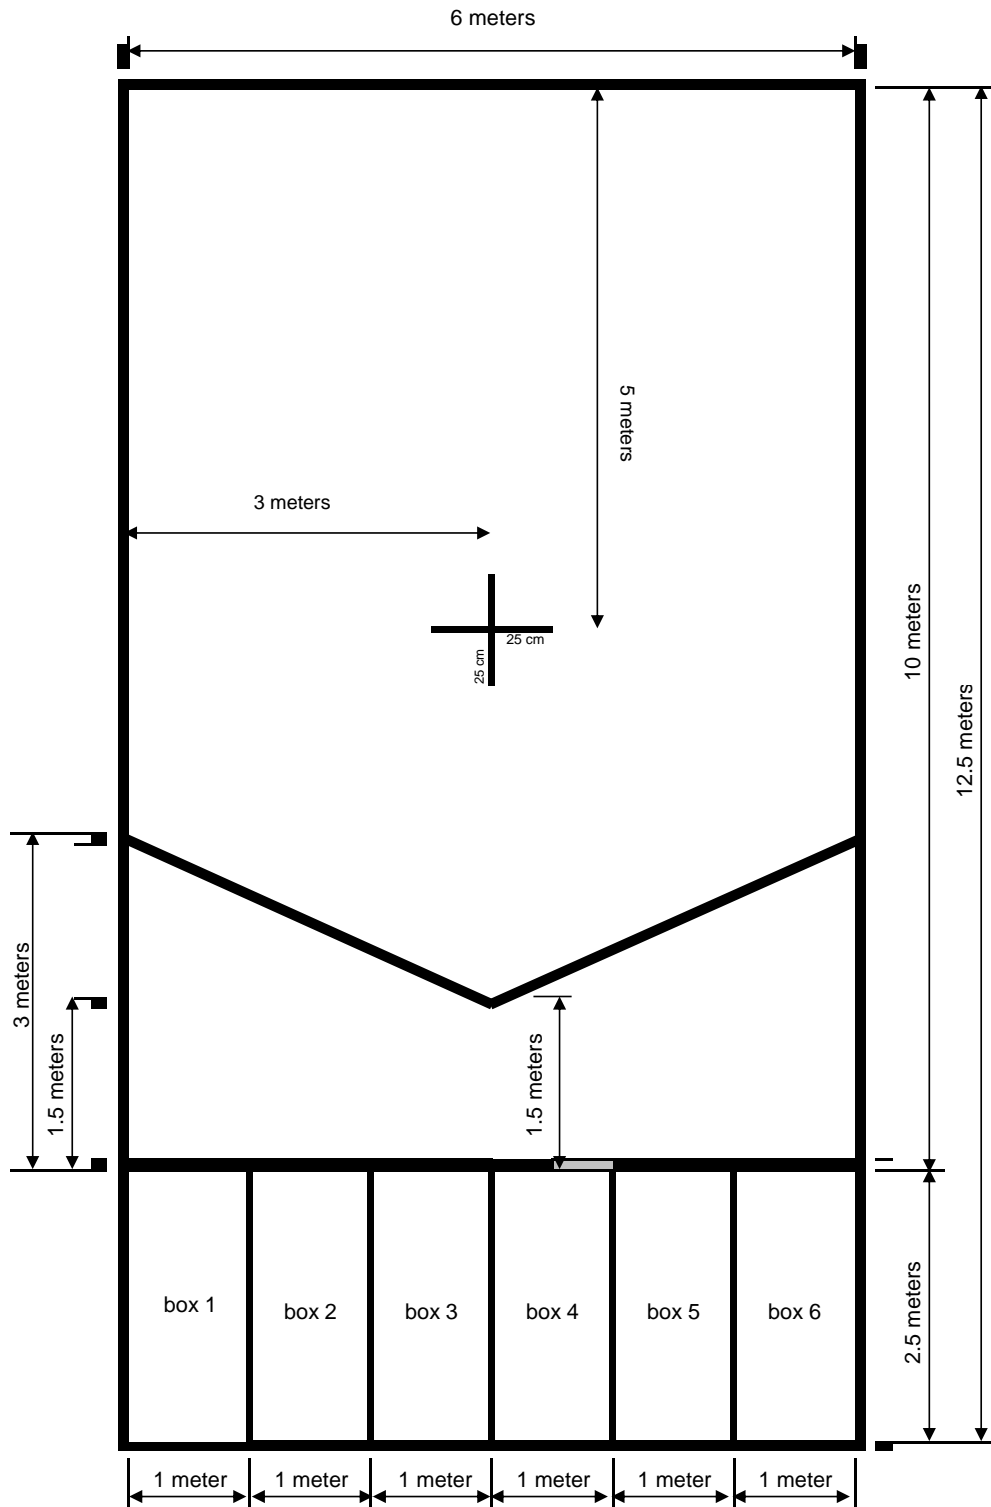 6 meters
5 meters
3 meters
25 cm
25 cm
10 meters
12.5 meters
3 meters
1.5 meters
1.5 meters
box 1
box 2
box 3
box 4
box 5
box 6
2.5 meters
1 meter
1 meter
1 meter
1 meter
1 meter
1 meter